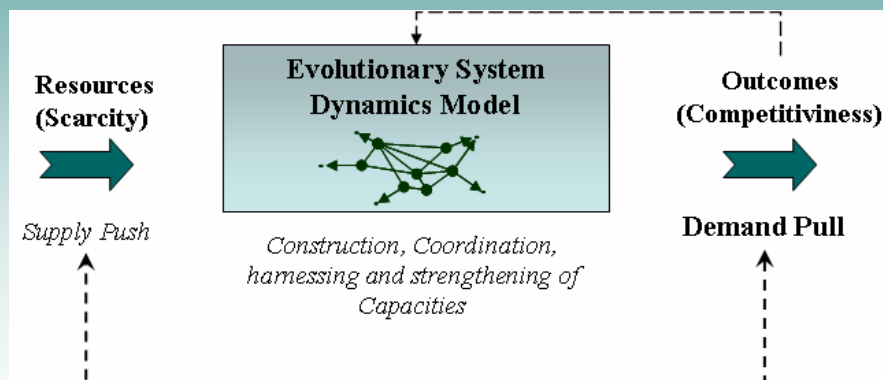 Resources
(Scarcity)
Supply Push
Evolutionary System
Dynamics Model
Construction, Coordination,
harnessing and strengthening of
Capacities
Outcomes
(Competitiviness)
Demand Pull